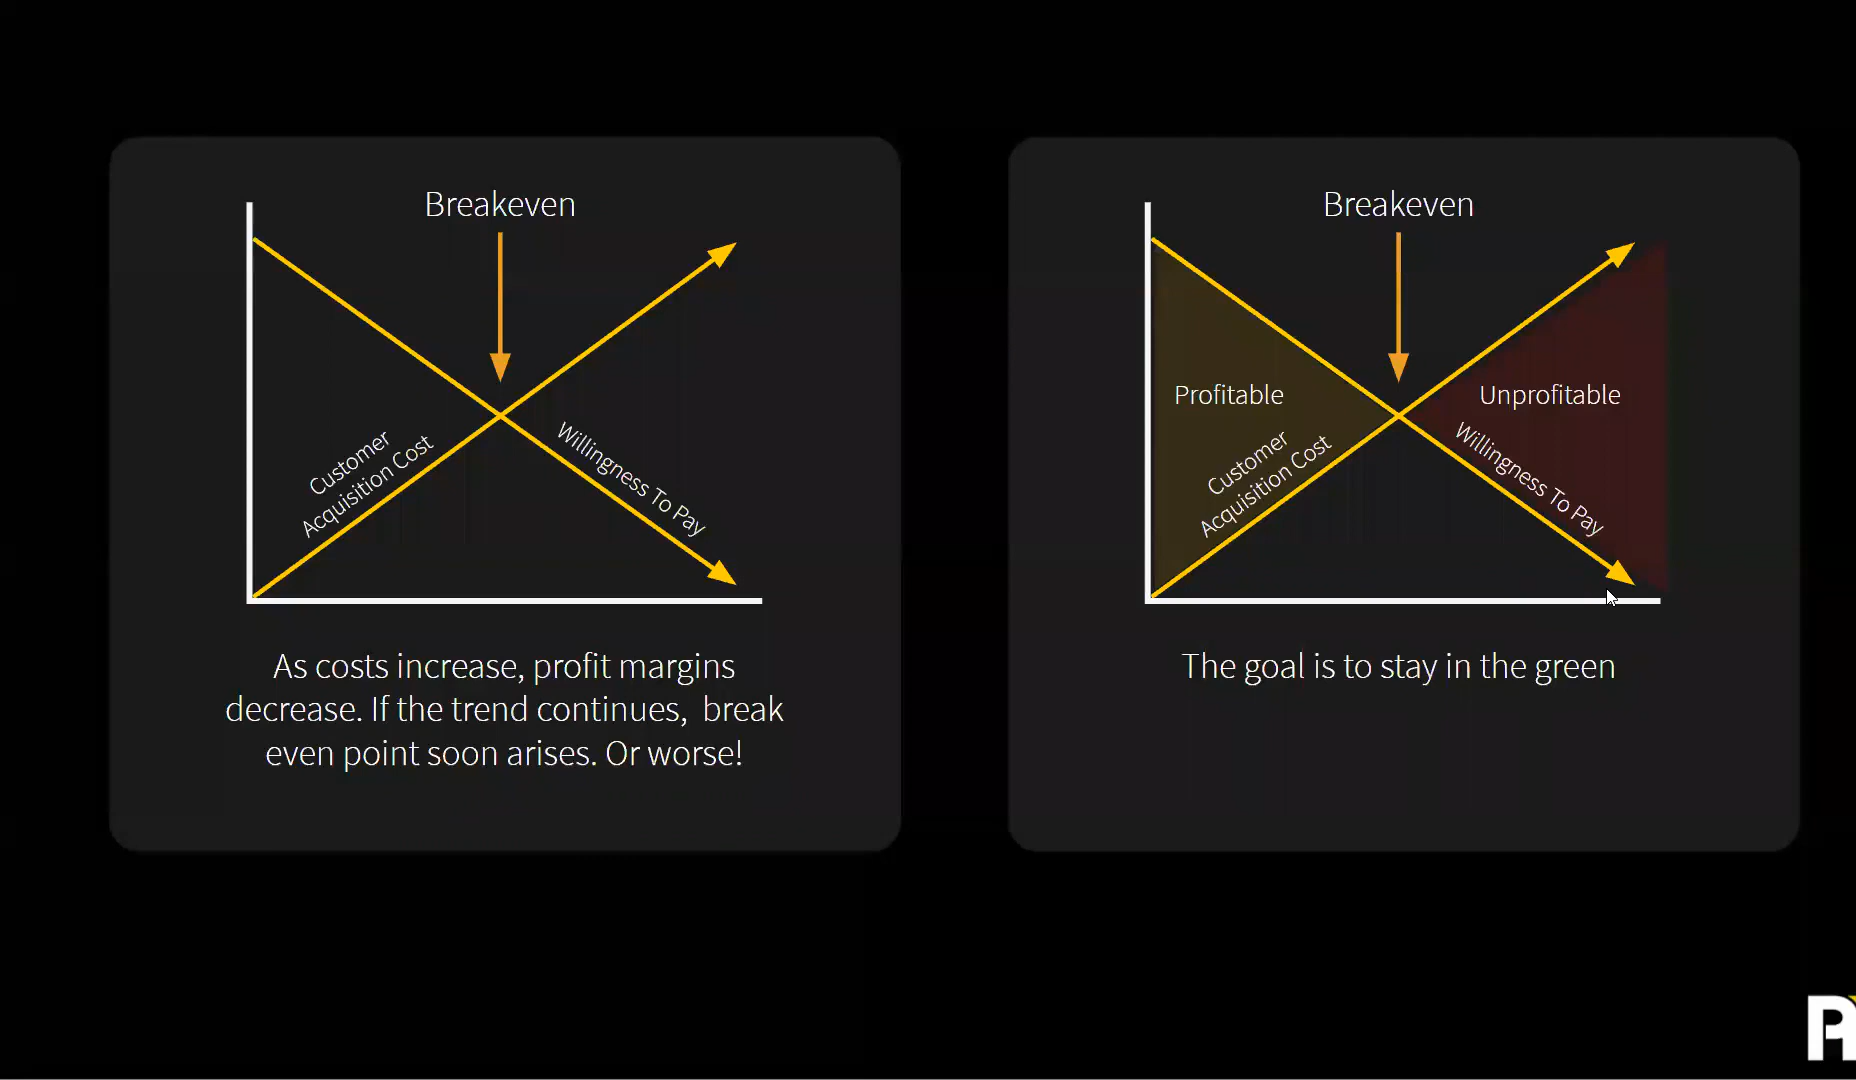 Breakeven
Customer
Acquisition Cost
Willingness To Pay
As costs increase, profit margins
decrease. If the trend continues,  break
even point soon arises. Or worse!
Breakeven
Profitable
Unprofitable
Customer
Acquisition Cost
Willingness To Pay
The goal is to stay in the green